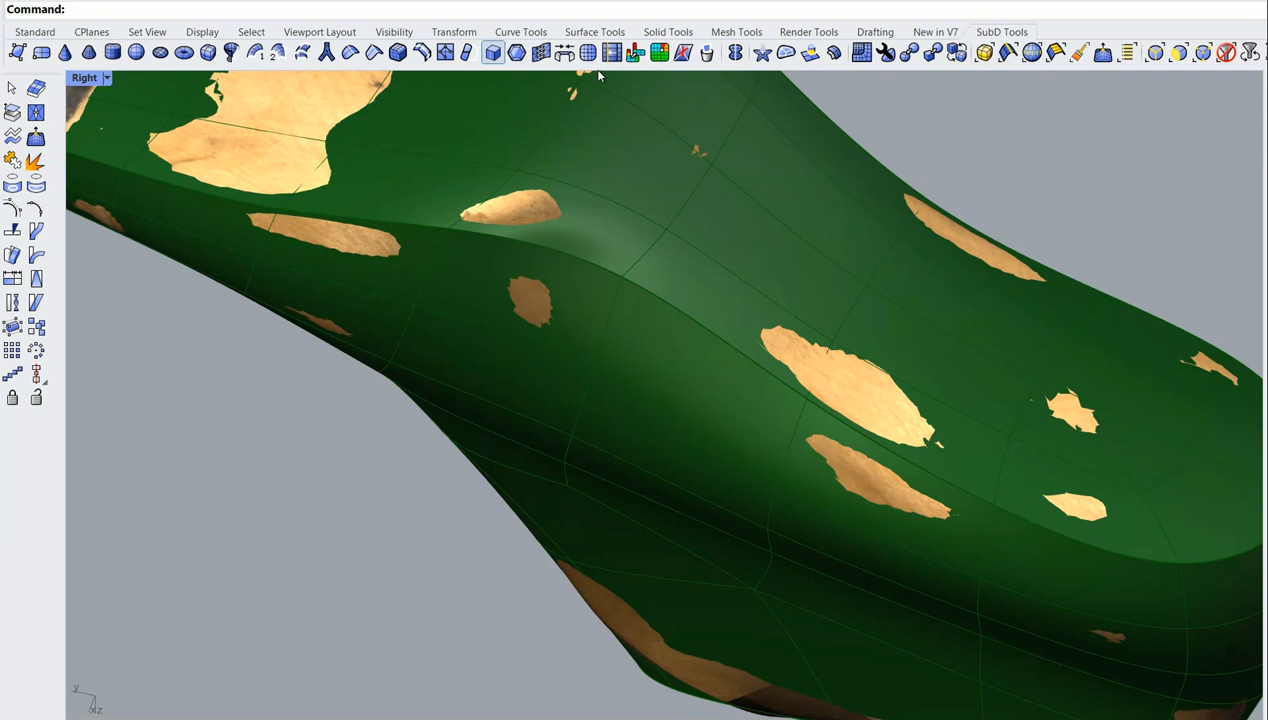 Command:
Standard CPlanes Set View Display Select Viewport Layout Visibility Transform Curve Tools Surface Tools Solid Tools Mesh Tools Render Tools Drafting New in V7 SubD Tools
Right
y
x z